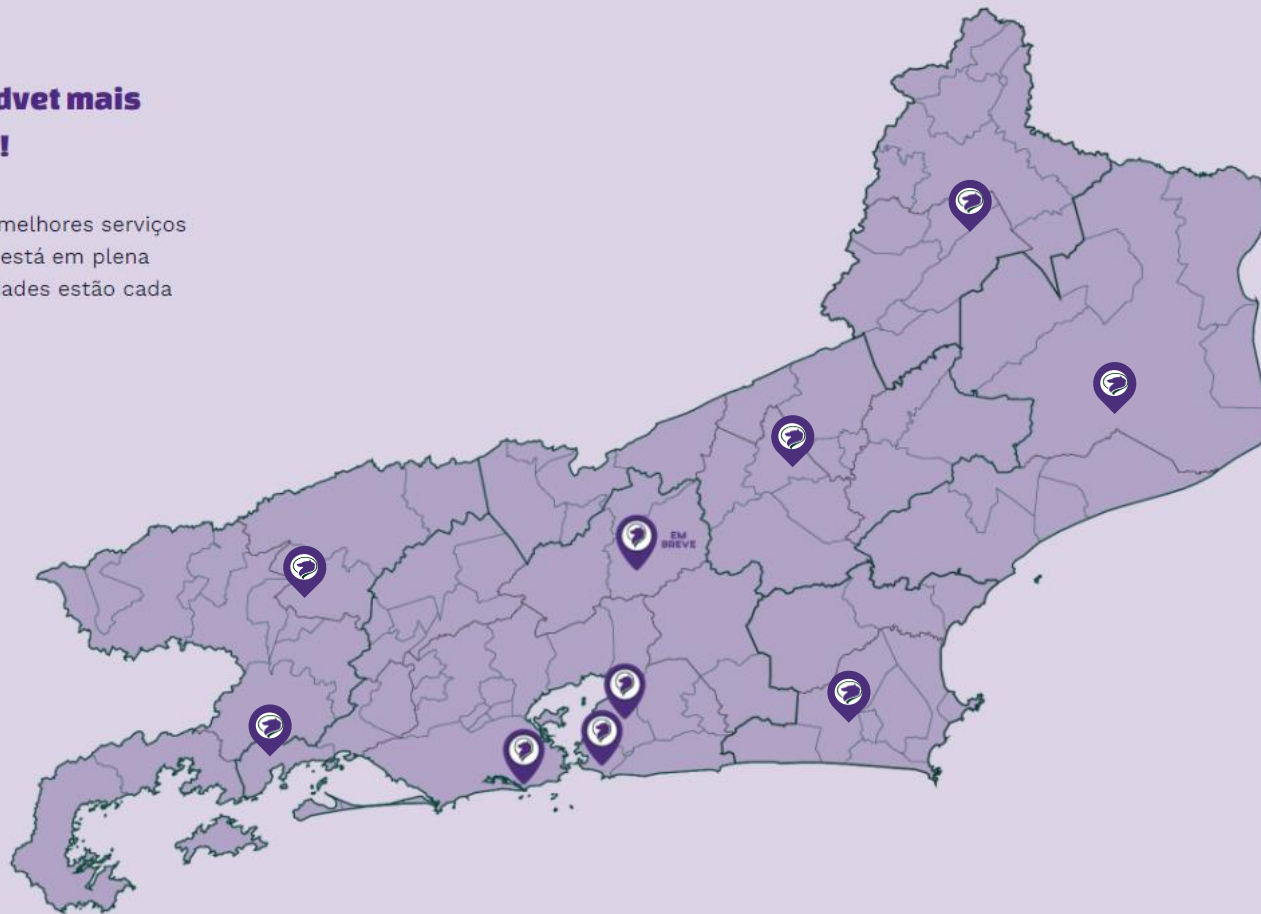 dvet mais
!
melhores serviços
está em plena
ades estão cada
EM
BREVE